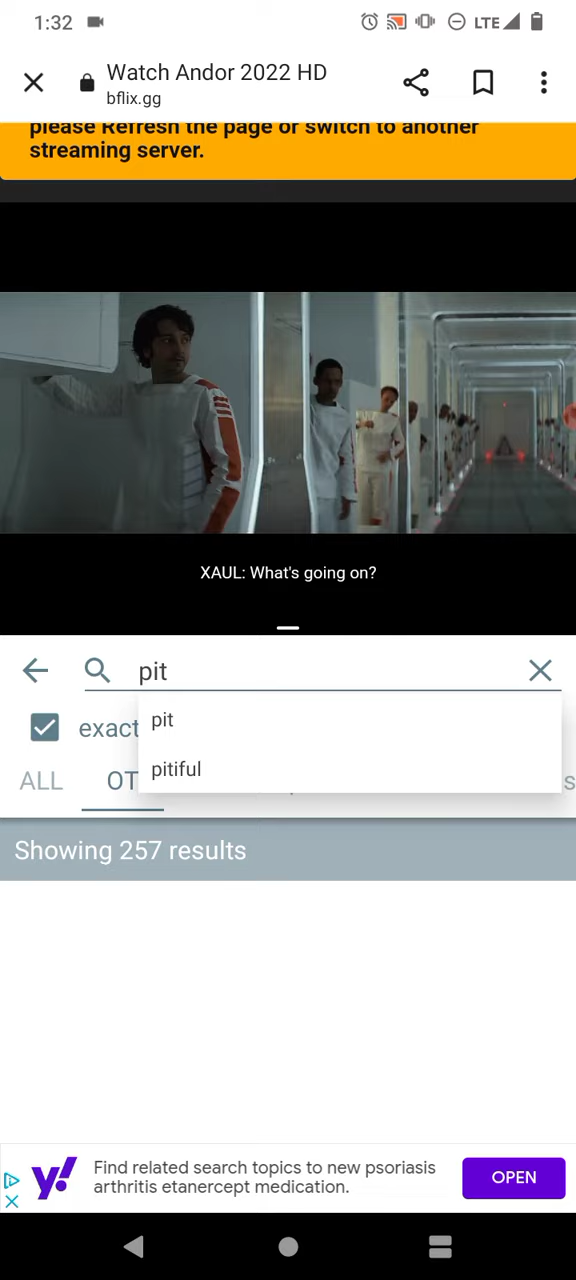 1:32
LTE
Watch Andor 2022 HD
bflix.gg
please Refresh the page or switch to another
streaming server.
XAUL: What's going on?
pit
exact
pit
pitiful
ALL OT s
Showing 257 results
y!
Find related search topics to new psoriasis
arthritis etanercept medication.
OPEN